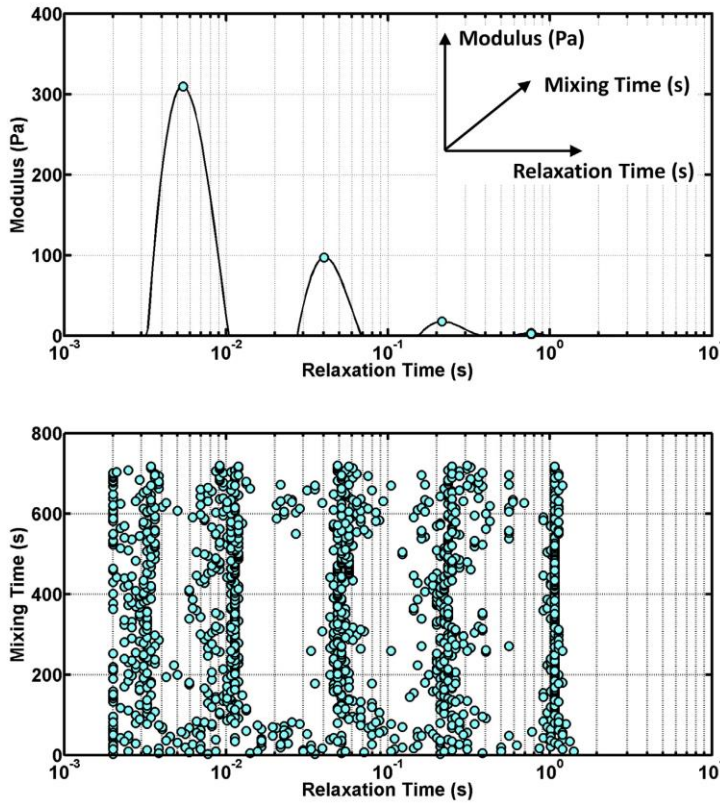 400
300
200
100
0
Modulus (Pa)
Modulus (Pa)
Mixing Time (s)
Relaxation Time (s)
10⁻³ 10⁻² 10⁻¹ 10⁰ 10
Relaxation Time (s)
800
600
400
200
0
Mixing Time (s)
10⁻³ 10⁻² 10⁻¹ 10⁰ 10
Relaxation Time (s)